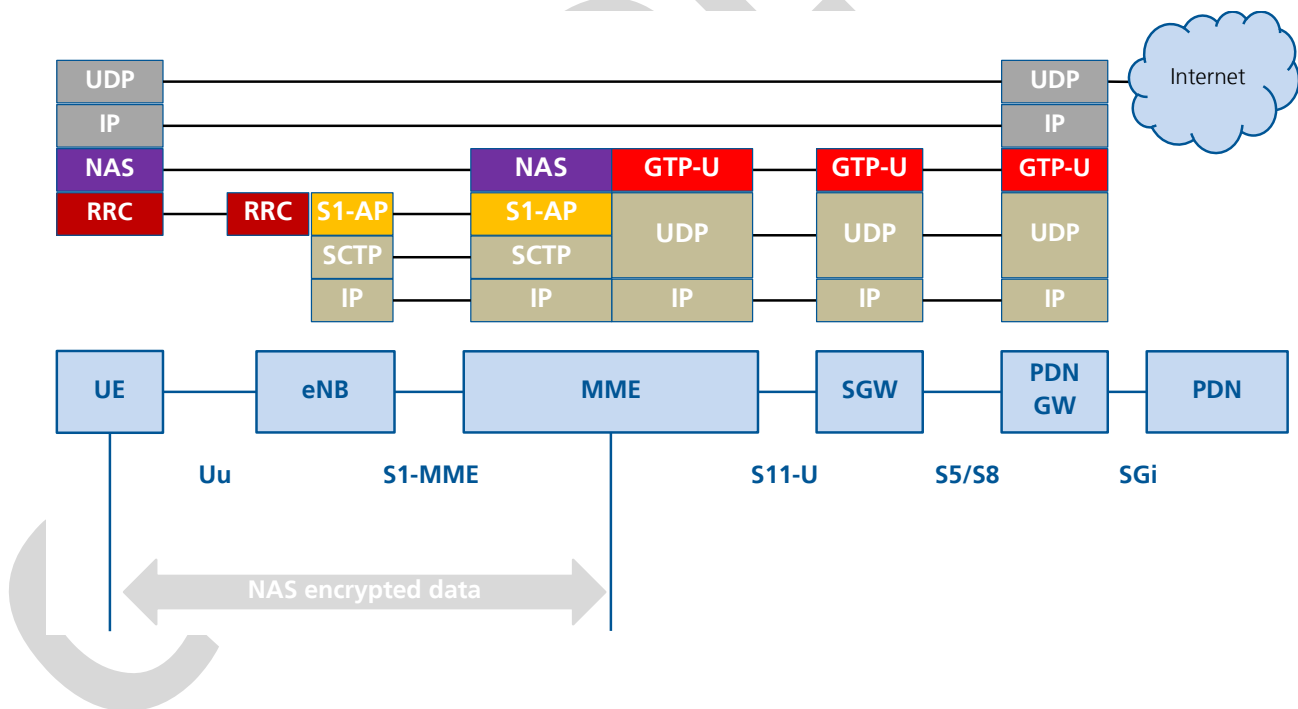 UDP UDP Internet
IP IP
NAS NAS GTP-U GTP-U GTP-U
RRC RRC S1-AP S1-AP UDP UDP UDP
SCTP SCTP
IP IP IP IP IP
UE eNB MME SGW PDN GW PDN
Uu S1-MME S11-U S5/S8 SGi
NAS encrypted data